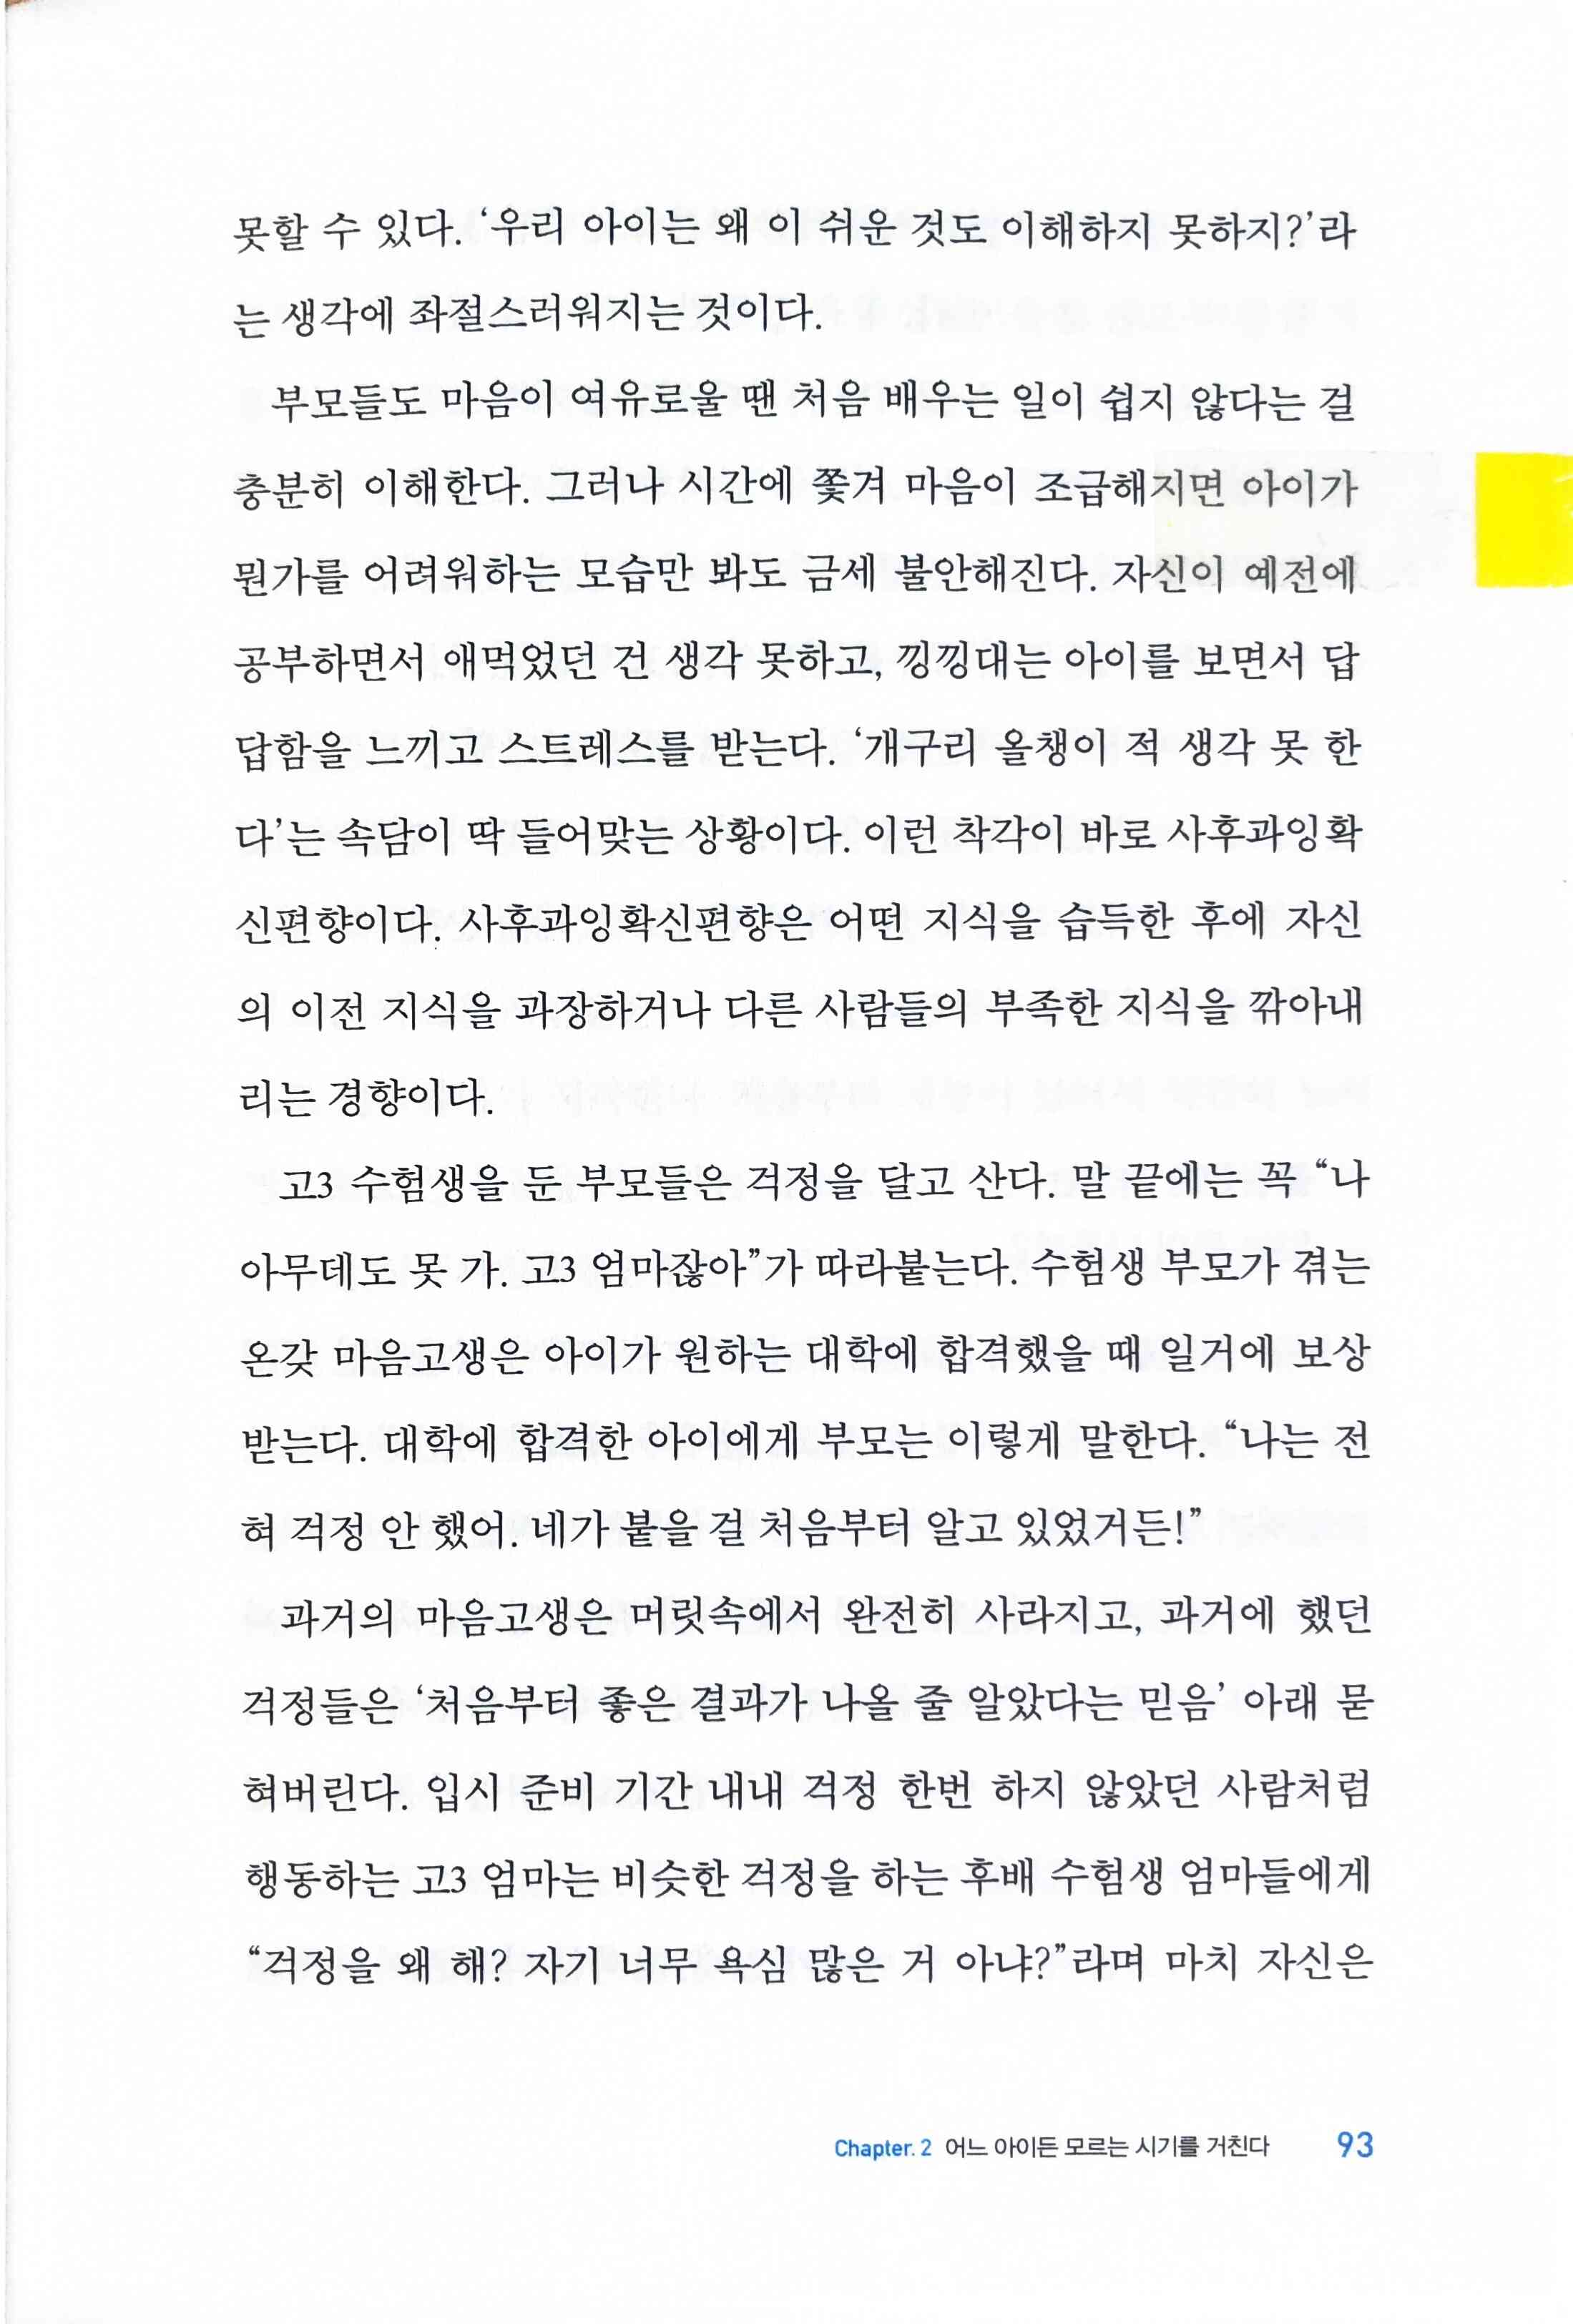 못할 수 있다. ‘우리 아이는 왜 이 쉬운 것도 이해하지 못하지?’라
는 생각에 좌절스러워지는 것이다.
부모들도 마음이 여유로울 땐 처음 배우는 일이 쉽지 않다는 걸
충분히 이해한다. 그러나 시간에 쫓겨 마음이 조급해지면 아이가
뭔가를 어려워하는 모습만 봐도 금세 불안해진다. 자신이 예전에
공부하면서 애먹었던 건 생각 못하고, 낑낑대는 아이를 보면서 답
답함을 느끼고 스트레스를 받는다. ‘개구리 올챙이 적 생각 못 한
다’는 속담이 딱 들어맞는 상황이다. 이런 착각이 바로 사후과잉확
신편향이다. 사후과잉확신편향은 어떤 지식을 습득한 후에 자신
의 이전 지식을 과장하거나 다른 사람들의 부족한 지식을 깎아내
리는 경향이다.
고3 수험생을 둔 부모들은 걱정을 달고 산다. 말 끝에는 꼭 “나
아무데도 못 가. 고3 엄마잖아”가 따라붙는다. 수험생 부모가 겪는
온갖 마음고생은 아이가 원하는 대학에 합격했을 때 일거에 보상
받는다. 대학에 합격한 아이에게 부모는 이렇게 말한다. “나는 전
혀 걱정 안 했어. 네가 붙을 걸 처음부터 알고 있었거든!”
과거의 마음고생은 머릿속에서 완전히 사라지고, 과거에 했던
걱정들은 ‘처음부터 좋은 결과가 나올 줄 알았다는 믿음’ 아래 묻
혀버린다. 입시 준비 기간 내내 걱정 한번 하지 않았던 사람처럼
행동하는 고3 엄마는 비슷한 걱정을 하는 후배 수험생 엄마들에게
“걱정을 왜 해? 자기 너무 욕심 많은 거 아냐?”라며 마치 자신은
Chapter. 2 어느 아이든 모르는 시기를 거친다 93